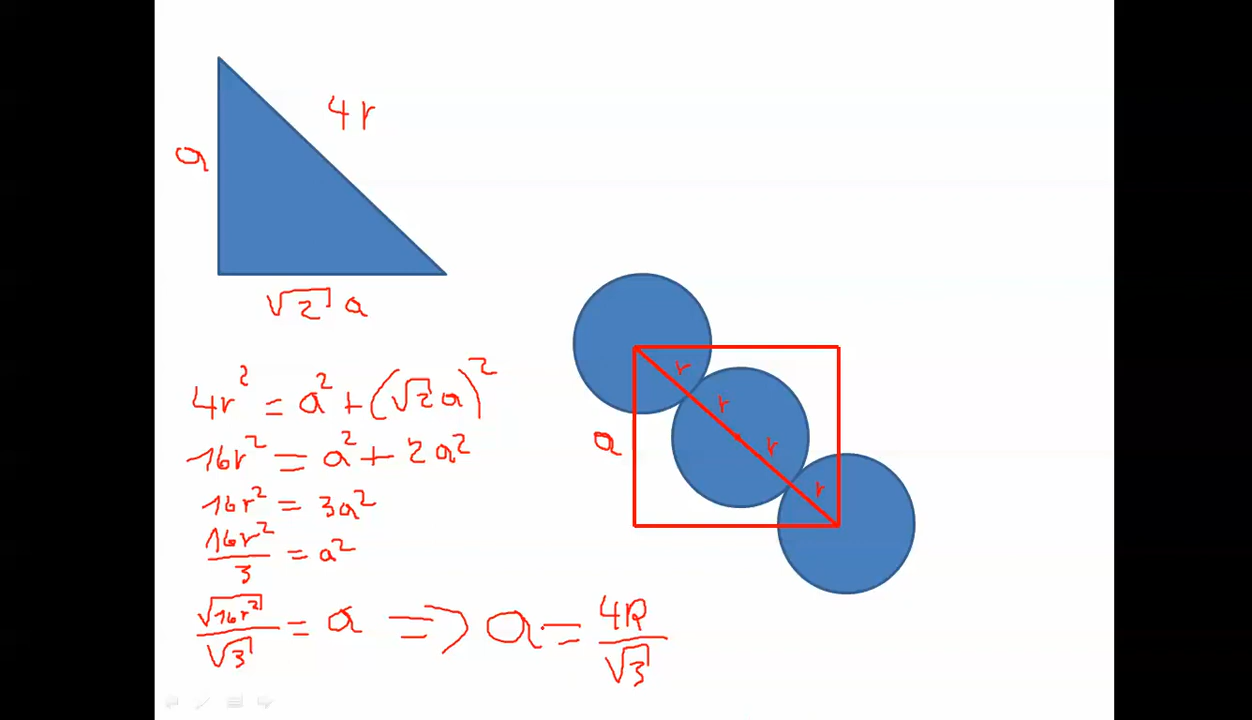 4r
a
√2 a
4r² = a² + (√2 a)²
16r² = a² + 2a²
16r² = 3a²
16r²/3 = a²
√16r²/√3 = a => a = 4R/√3
r
r
a
r
r